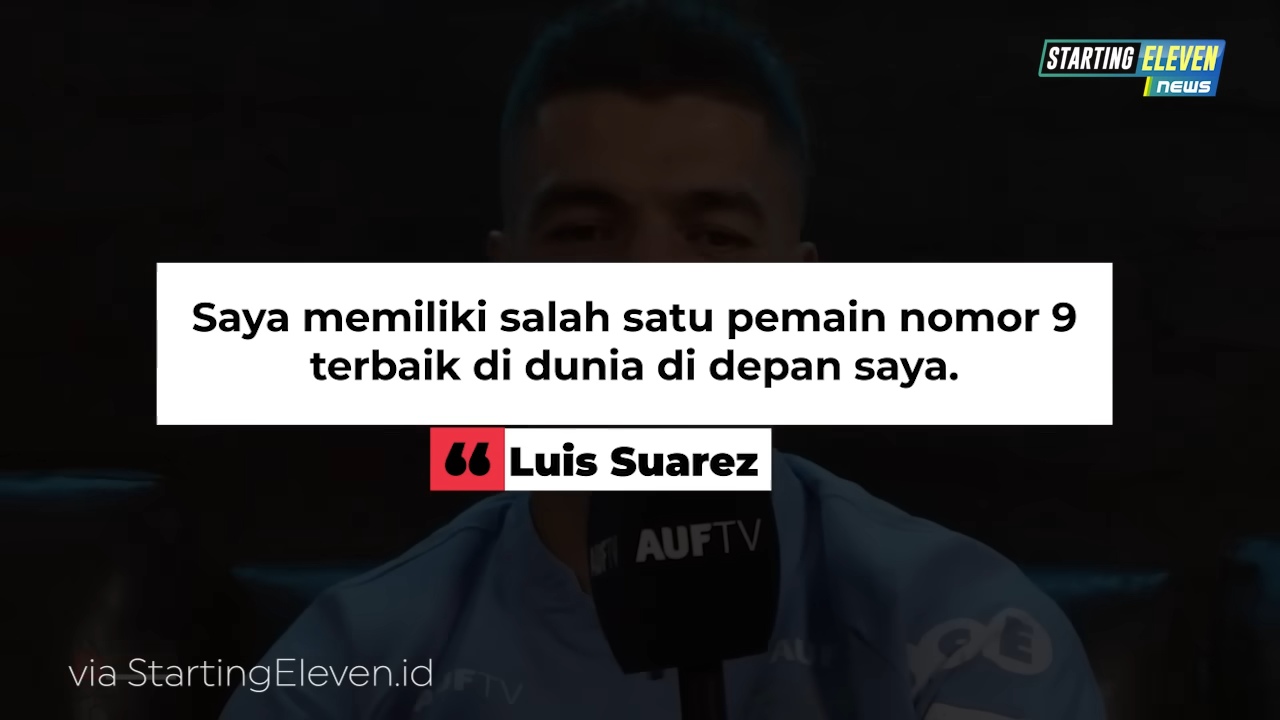 STARTING ELEVEN
news
Saya memiliki salah satu pemain nomor 9
terbaik di dunia di depan saya.
Luis Suarez
AUFTV
via StartingEleven.id